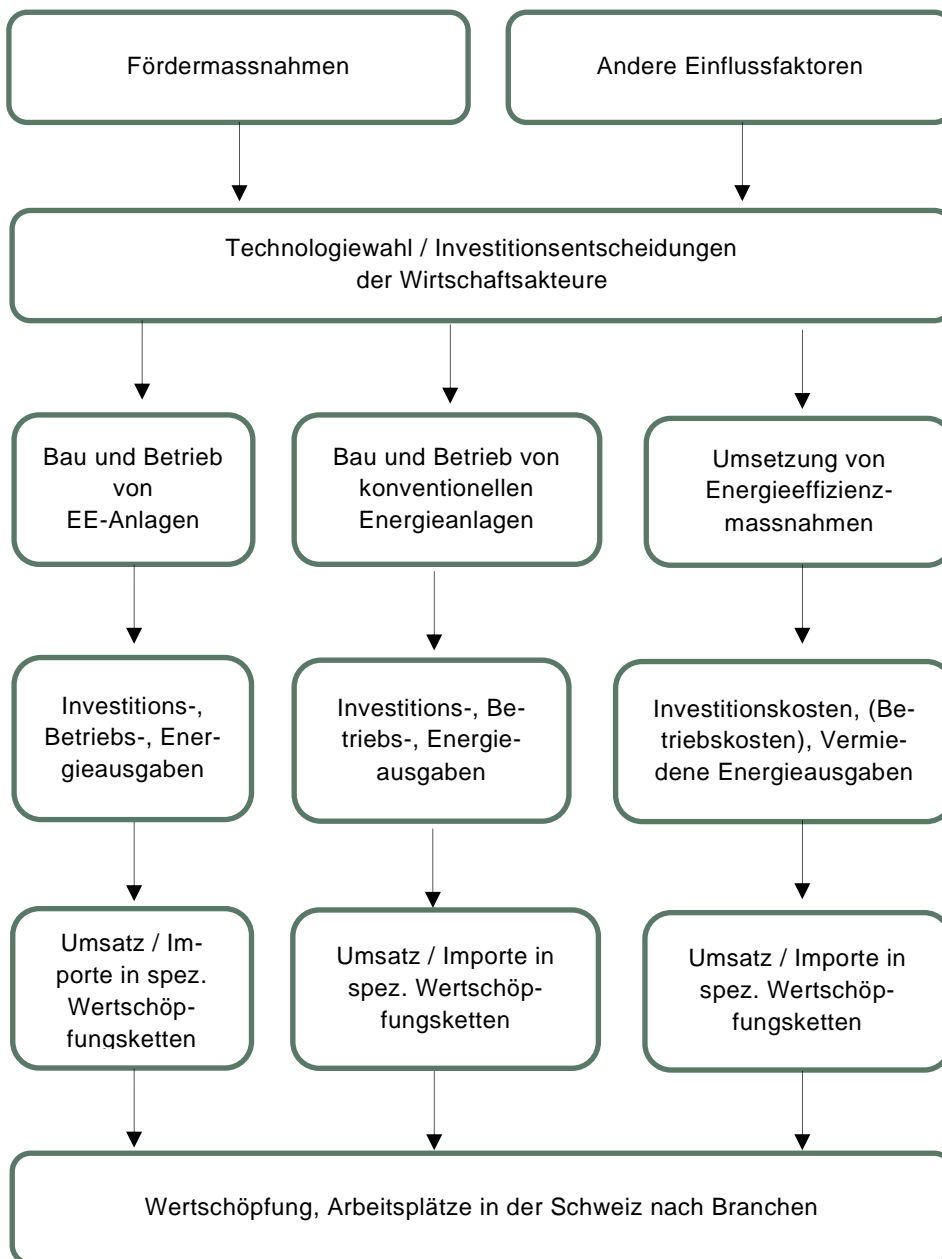 Fördermassnahmen
Andere Einflussfaktoren
Technologiewahl / Investitionsentscheidungen
der Wirtschaftsakteure
Bau und Betrieb
von
EE-Anlagen
Bau und Betrieb von
konventionellen
Energieanlagen
Umsetzung von
Energieeffizienz-
massnahmen
Investitions-,
Betriebs-, Ener-
gieausgaben
Investitions-, Be-
triebs-, Energie-
ausgaben
Investitionskosten, (Be-
triebskosten), Vermie-
dene Energieausgaben
Umsatz / Im-
porte in spez.
Wertschöp-
fungsketten
Umsatz / Importe in
spez. Wertschöp-
fungsketten
Umsatz / Importe in
spez. Wertschöp-
fungsketten
Wertschöpfung, Arbeitsplätze in der Schweiz nach Branchen